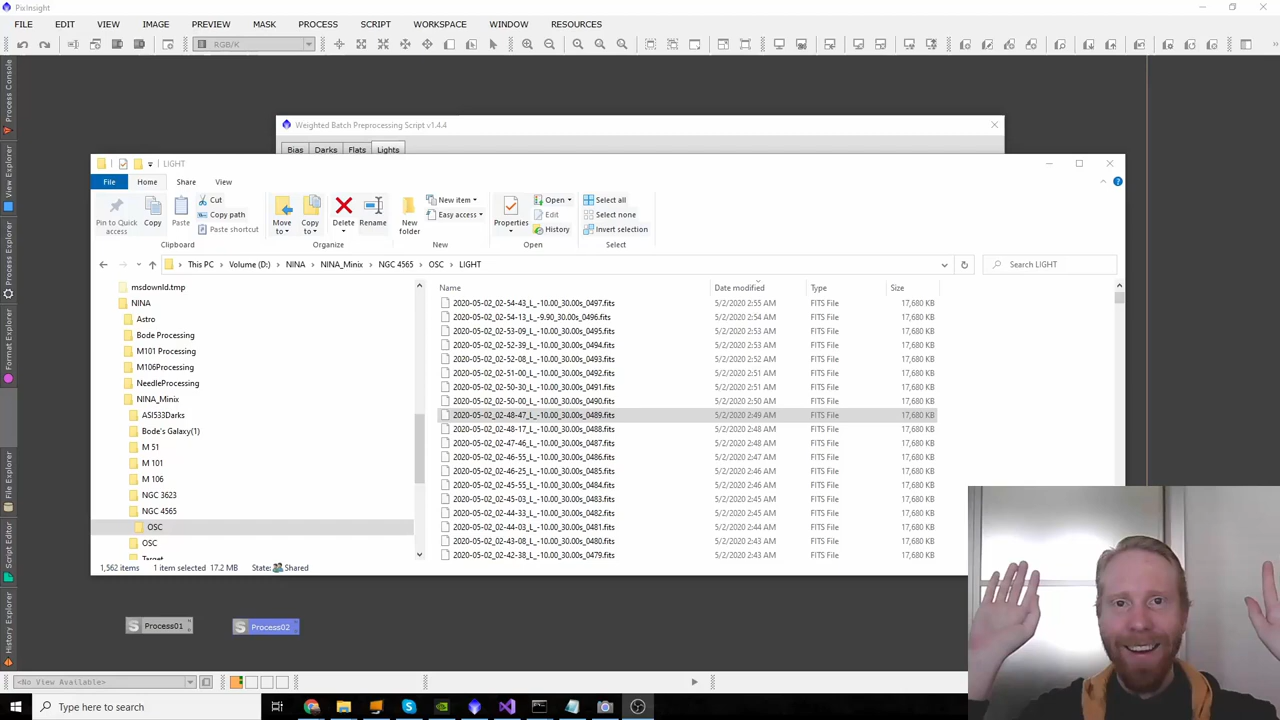 PixInsight
FILE EDIT VIEW IMAGE PREVIEW MASK PROCESS SCRIPT WORKSPACE WINDOW RESOURCES
RGB/K
Process Console
View Explorer
Process Explorer
Format Explorer
File Explorer
Script Editor
History Explorer
Weighted Batch Preprocessing Script v1.4.4
Bias Darks Flats Lights
LIGHT
File Home Share View
Pin to Quick access
Copy
Paste
Cut
Copy path
Paste shortcut
Clipboard
Move to
Copy to
Delete
Rename
Organize
New folder
New item
Easy access
New
Properties
Open
Edit
History
Open
Select all
Select none
Invert selection
Select
This PC Volume (D:) NINA NINA_Minix NGC 4565 OSC LIGHT
Search LIGHT
msdownld.tmp
NINA
Astro
Bode Processing
M101 Processing
M106Processing
NeedleProcessing
NINA_Minix
ASI533Darks
Bode's Galaxy(1)
M 51
M 101
M 106
NGC 3623
NGC 4565
OSC
OSC
Target
Name Date modified Type Size
2020-05-02_02-54-43_L_-10.00_30.00s_0497.fits 5/2/2020 2:55 AM FITS File 17,680 KB
2020-05-02_02-54-13_L_-9.90_30.00s_0496.fits 5/2/2020 2:54 AM FITS File 17,680 KB
2020-05-02_02-53-09_L_-10.00_30.00s_0495.fits 5/2/2020 2:53 AM FITS File 17,680 KB
2020-05-02_02-52-39_L_-10.00_30.00s_0494.fits 5/2/2020 2:53 AM FITS File 17,680 KB
2020-05-02_02-52-08_L_-10.00_30.00s_0493.fits 5/2/2020 2:52 AM FITS File 17,680 KB
2020-05-02_02-51-00_L_-10.00_30.00s_0492.fits 5/2/2020 2:51 AM FITS File 17,680 KB
2020-05-02_02-50-30_L_-10.00_30.00s_0491.fits 5/2/2020 2:51 AM FITS File 17,680 KB
2020-05-02_02-50-00_L_-10.00_30.00s_0490.fits 5/2/2020 2:50 AM FITS File 17,680 KB
2020-05-02_02-48-47_L_-10.00_30.00s_0489.fits 5/2/2020 2:49 AM FITS File 17,680 KB
2020-05-02_02-48-17_L_-10.00_30.00s_0488.fits 5/2/2020 2:48 AM FITS File 17,680 KB
2020-05-02_02-47-46_L_-10.00_30.00s_0487.fits 5/2/2020 2:48 AM FITS File 17,680 KB
2020-05-02_02-46-55_L_-10.00_30.00s_0486.fits 5/2/2020 2:47 AM FITS File 17,680 KB
2020-05-02_02-46-25_L_-10.00_30.00s_0485.fits 5/2/2020 2:46 AM FITS File 17,680 KB
2020-05-02_02-45-54_L_-10.00_30.00s_0484.fits 5/2/2020 2:46 AM FITS File 17,680 KB
2020-05-02_02-45-03_L_-10.00_30.00s_0483.fits 5/2/2020 2:45 AM FITS File 17,680 KB
2020-05-02_02-44-33_L_-10.00_30.00s_0482.fits 5/2/2020 2:45 AM FITS File 17,680 KB
2020-05-02_02-44-03_L_-10.00_30.00s_0481.fits 5/2/2020 2:44 AM FITS File 17,680 KB
2020-05-02_02-43-08_L_-10.00_30.00s_0480.fits 5/2/2020 2:43 AM FITS File 17,680 KB
2020-05-02_02-42-38_L_-10.00_30.00s_0479.fits 5/2/2020 2:43 AM FITS File 17,680 KB
1,562 items 1 item selected 17.2 MB State: Shared
Process01 Process02
<No View Available>
Type here to search